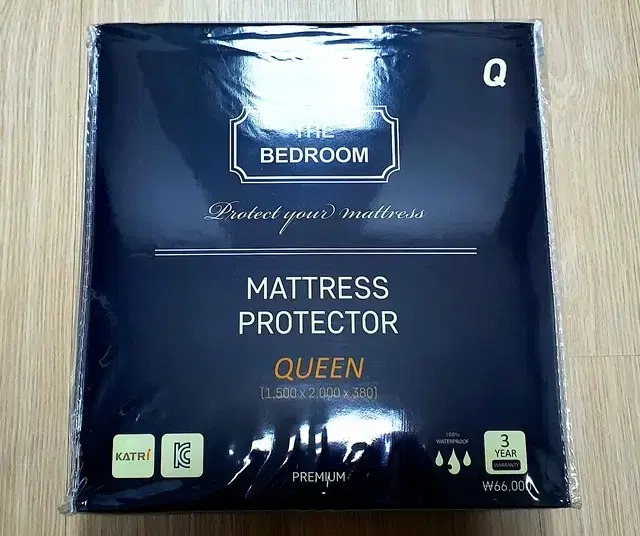 Q
THE
BEDROOM
Protect your mattress
MATTRESS
PROTECTOR
QUEEN
(1,500 x 2,000 x 380)
KATRi
KC
100%
WATERPROOF
3
YEAR
WARRANTY
PREMIUM
₩66,000